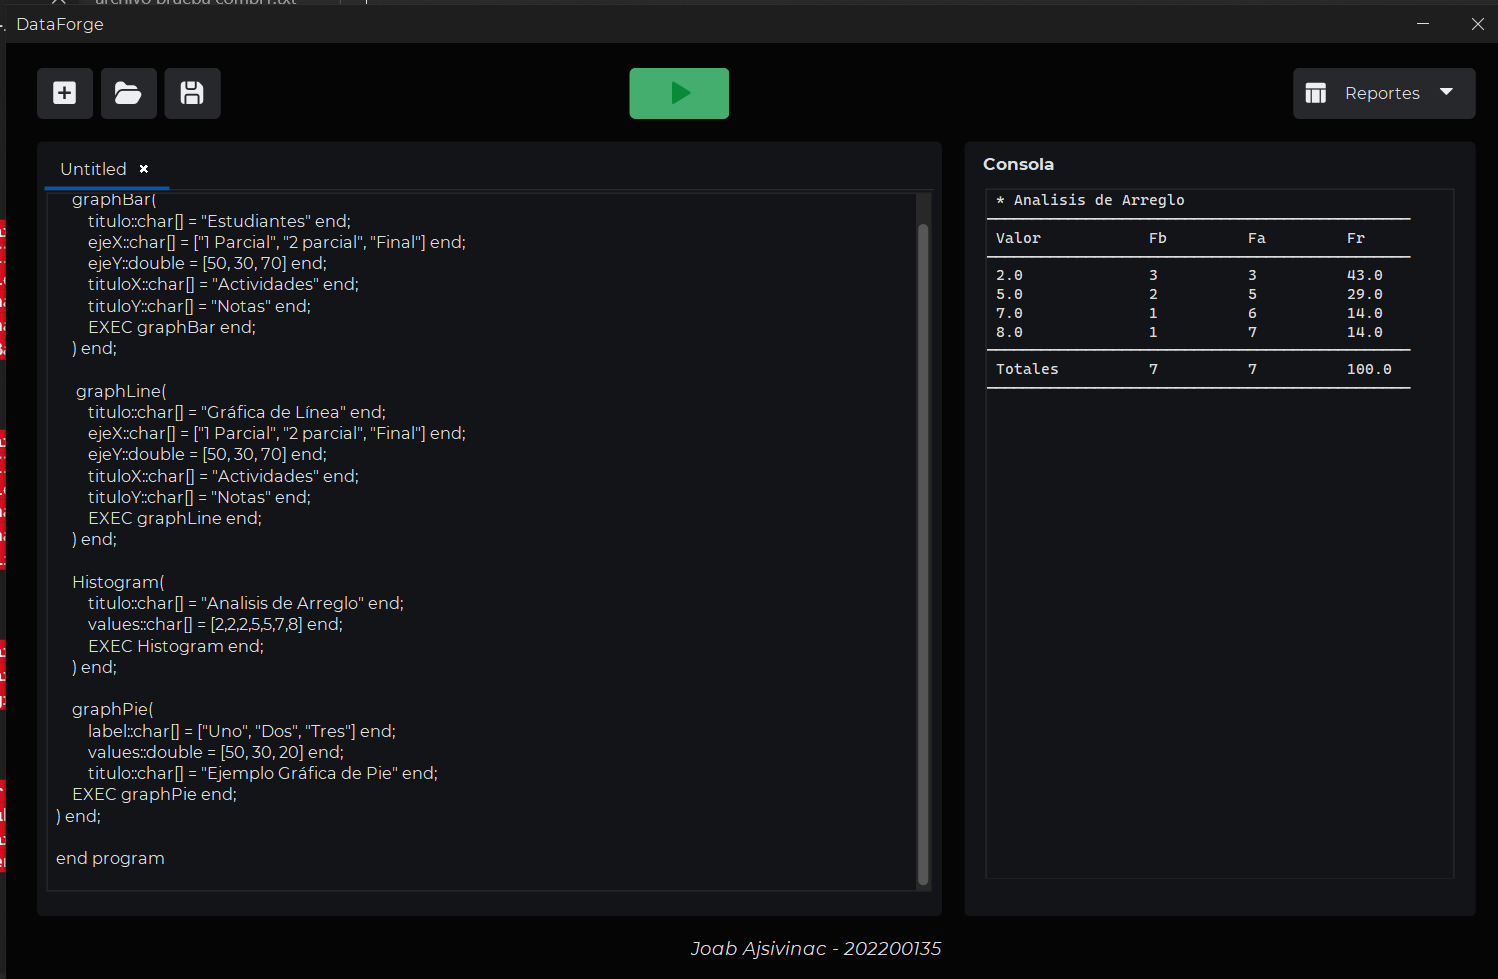 archivo prueba compi1.txt
DataForge
Reportes
Untitled
graphBar(
titulo::char[] = "Estudiantes" end;
ejeX::char[] = ["1 Parcial", "2 parcial", "Final"] end;
ejeY::double = [50, 30, 70] end;
tituloX::char[] = "Actividades" end;
tituloY::char[] = "Notas" end;
EXEC graphBar end;
) end;
graphLine(
titulo::char[] = "Gráfica de Línea" end;
ejeX::char[] = ["1 Parcial", "2 parcial", "Final"] end;
ejeY::double = [50, 30, 70] end;
tituloX::char[] = "Actividades" end;
tituloY::char[] = "Notas" end;
EXEC graphLine end;
) end;
Histogram(
titulo::char[] = "Analisis de Arreglo" end;
values::char[] = [2,2,2,5,5,7,8] end;
EXEC Histogram end;
) end;
graphPie(
label::char[] = ["Uno", "Dos", "Tres"] end;
values::double = [50, 30, 20] end;
titulo::char[] = "Ejemplo Gráfica de Pie" end;
EXEC graphPie end;
) end;
end program
Consola
* Analisis de Arreglo
Valor Fb Fa Fr
2.0 3 3 43.0
5.0 2 5 29.0
7.0 1 6 14.0
8.0 1 7 14.0
Totales 7 7 100.0
Joab Ajsivinac - 202200135